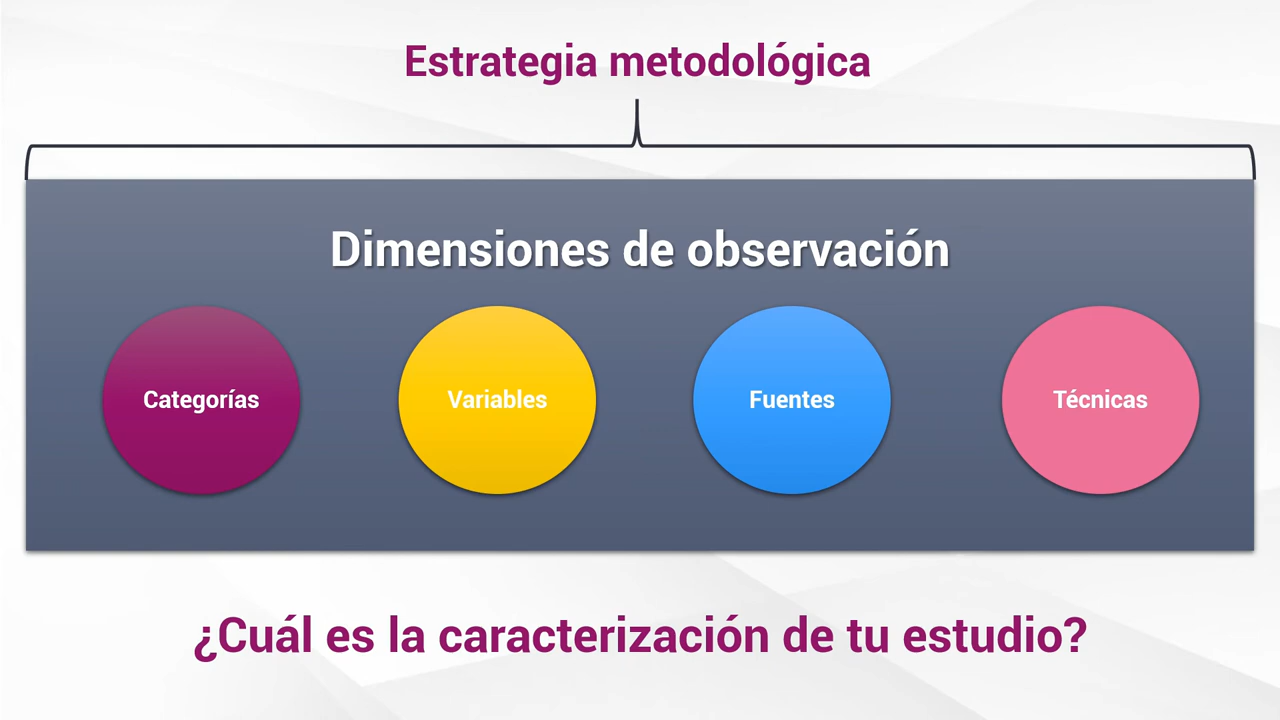 Estrategia metodológica
Dimensiones de observación
Categorías
Variables
Fuentes
Técnicas
¿Cuál es la caracterización de tu estudio?